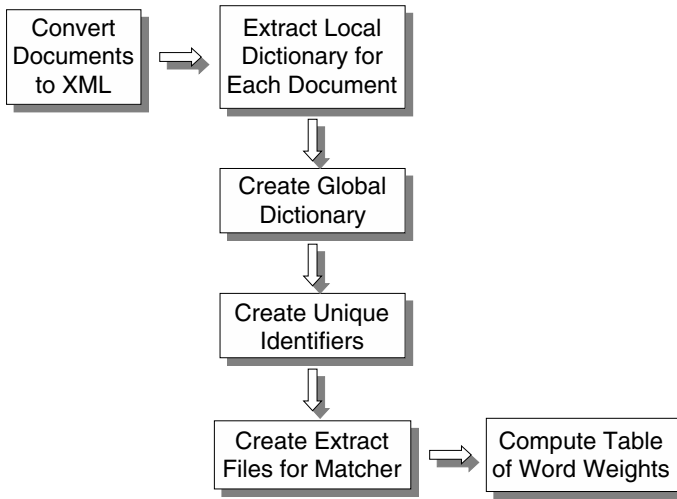 Convert
Documents
to XML
Extract Local
Dictionary for
Each Document
Create Global
Dictionary
Create Unique
Identifiers
Create Extract
Files for Matcher
Compute Table
of Word Weights